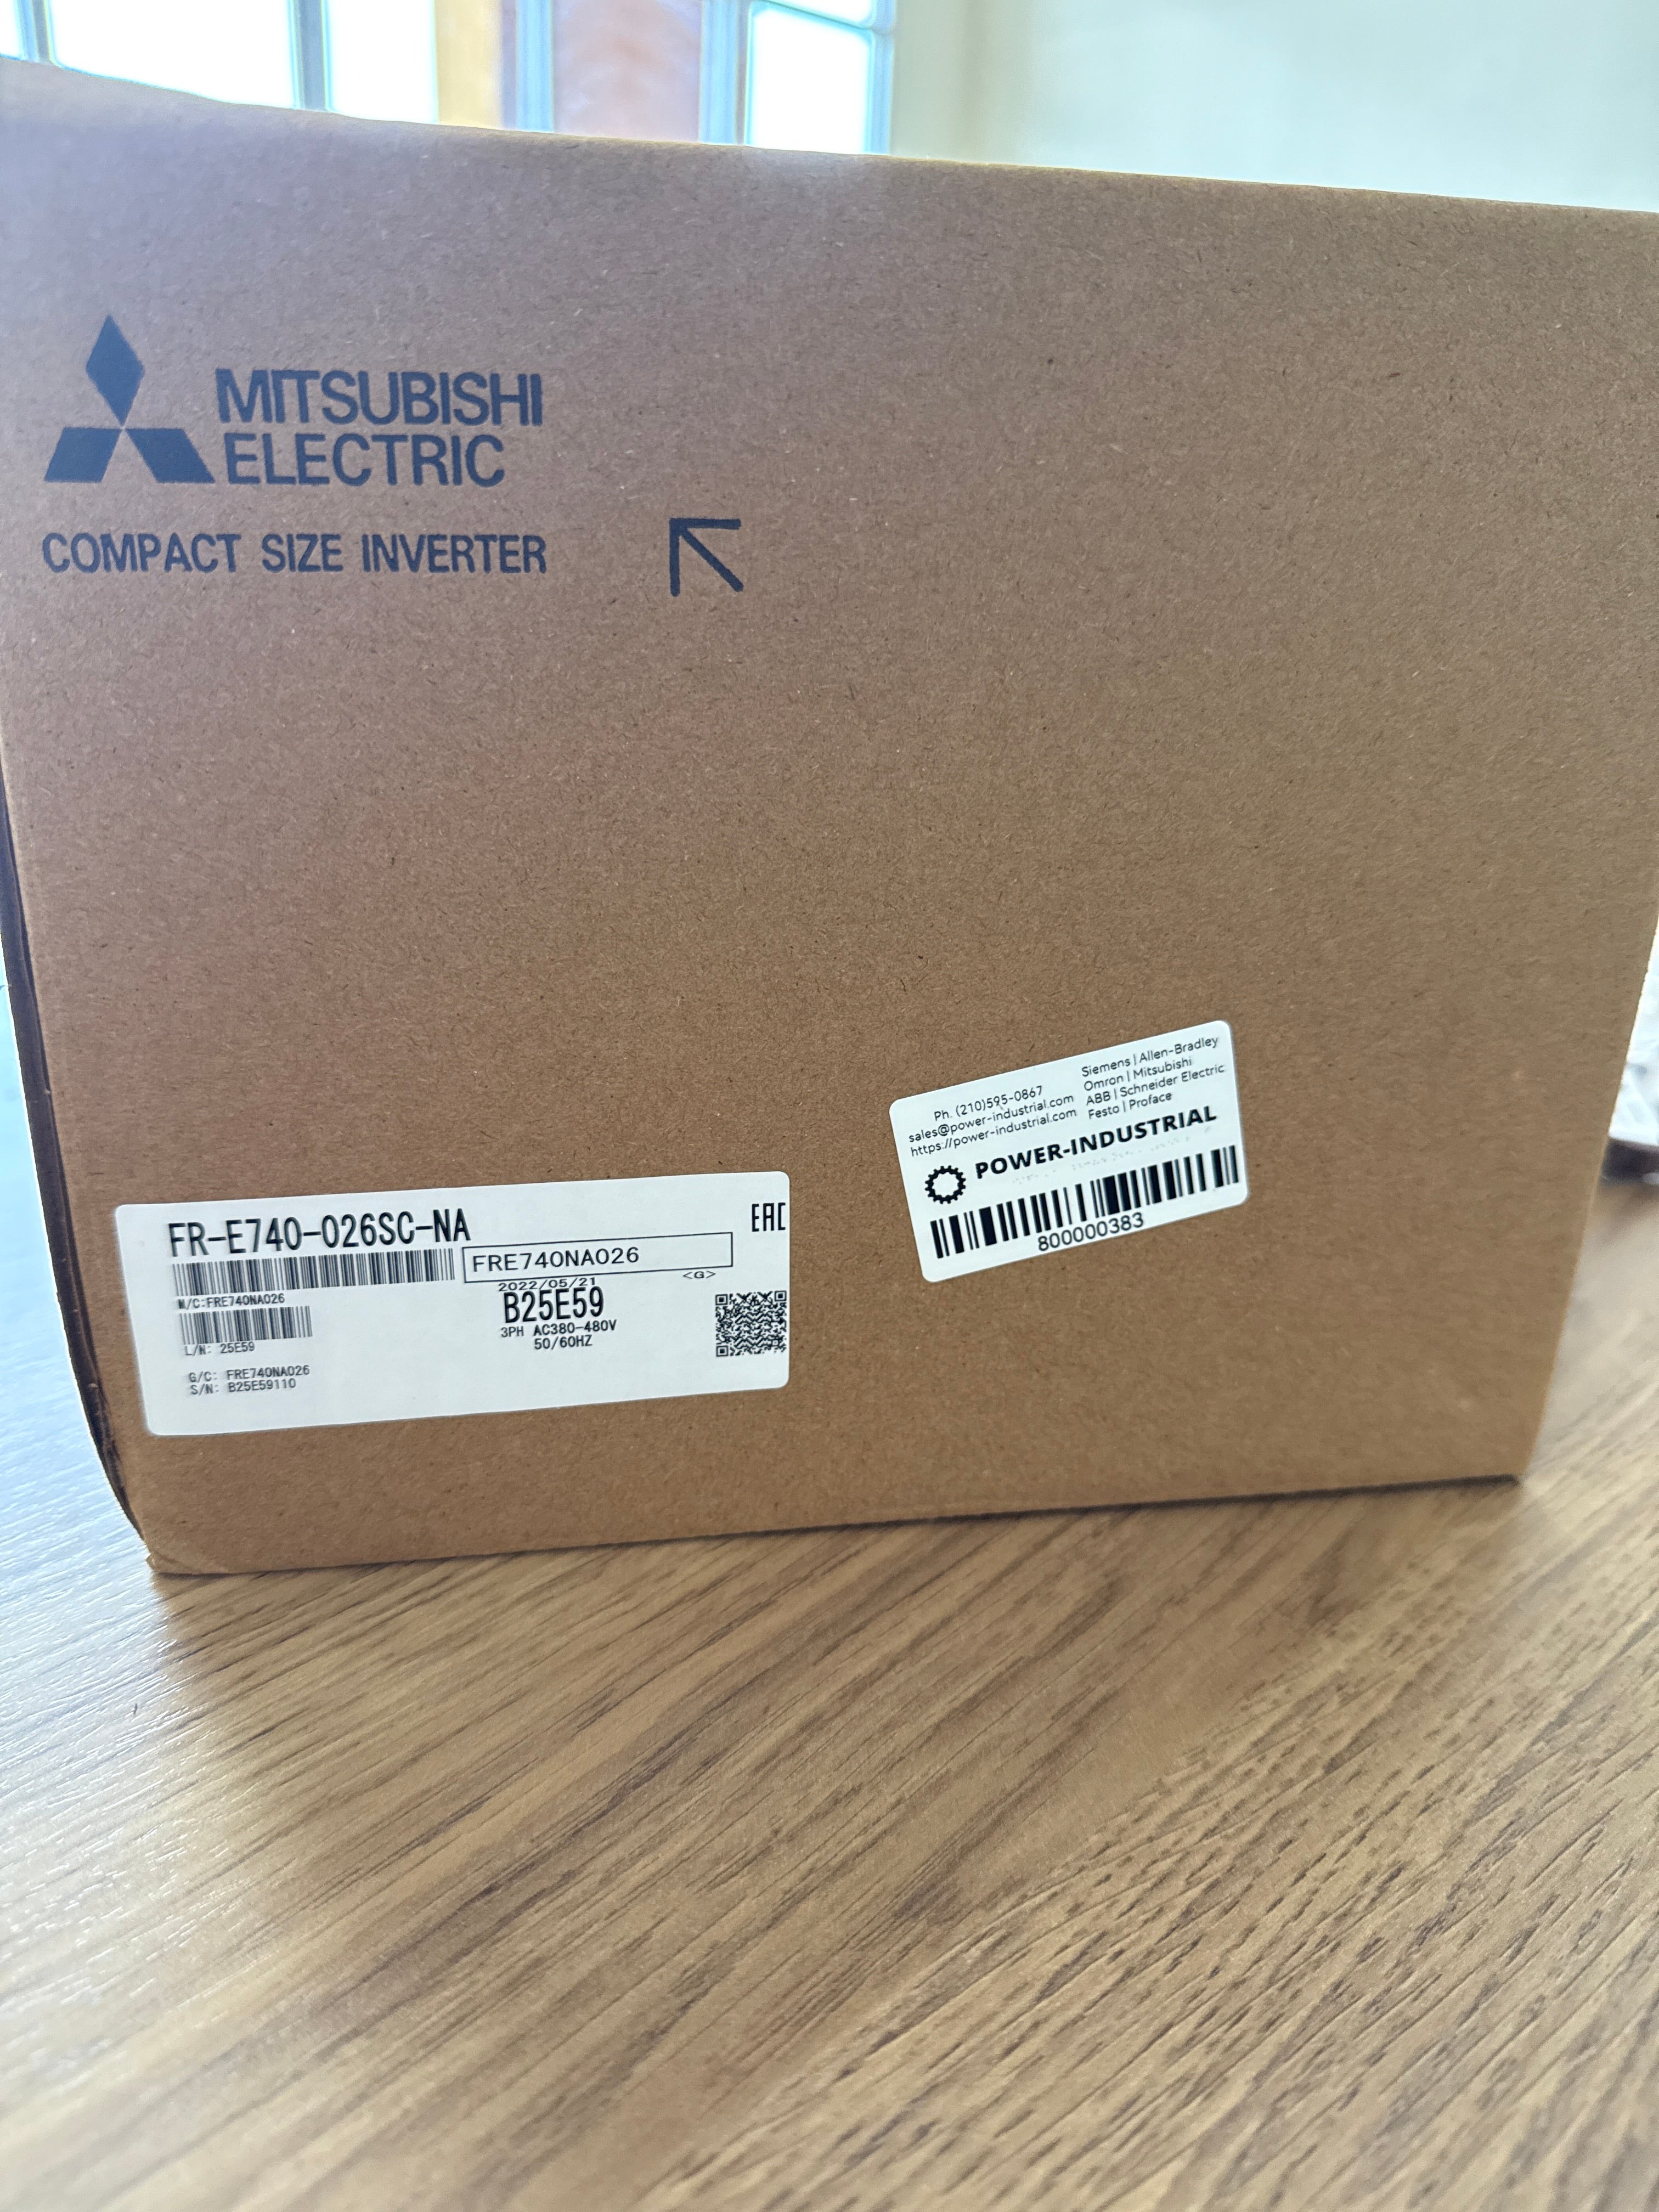 MITSUBISHI
ELECTRIC
COMPACT SIZE INVERTER
Ph. (210)595-0867
sales@power-industrial.com
https://power-industrial.com
Siemens | Allen-Bradley
Omron | Mitsubishi
ABB | Schneider Electric
Festo | Proface
POWER-INDUSTRIAL
800000383
FR-E740-026SC-NA
EAC
FRE740NA026
M/C:FRE740NA026
2022/05/21 <G>
B25E59
L/N: 25E59
3PH AC380-480V
50/60HZ
G/C: FRE740NA026
S/N: B25E59110